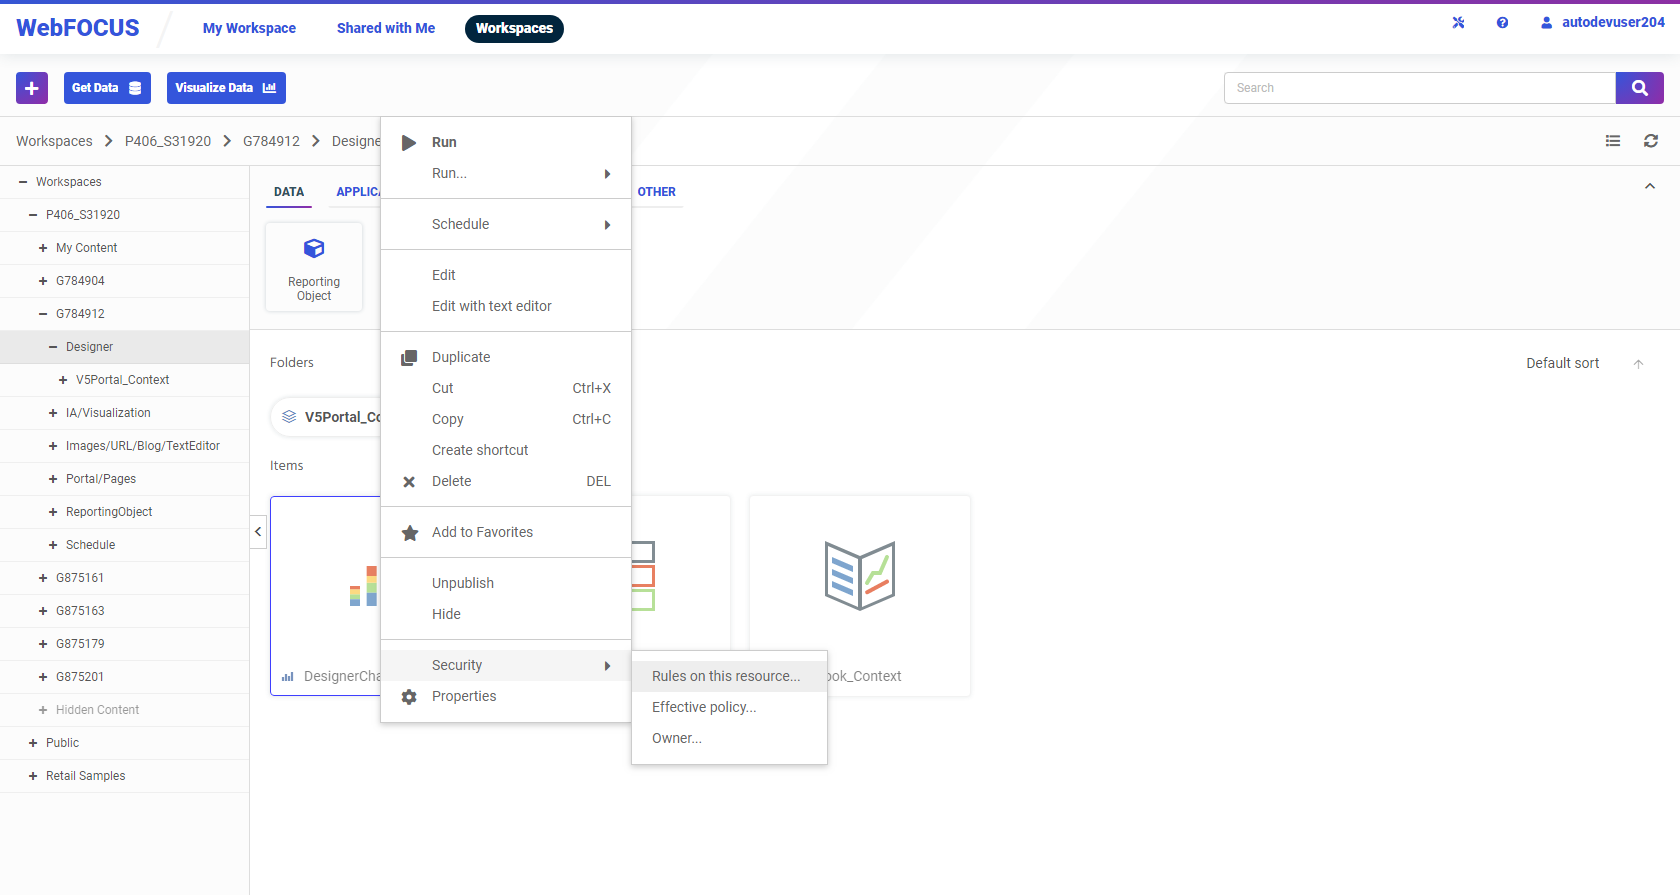 WebFOCUS
My Workspace
Shared with Me
Workspaces
autodevuser204
Get Data
Visualize Data
Search
Workspaces
P406_S31920
G784912
Designe
Workspaces
P406_S31920
My Content
G784904
G784912
Designer
V5Portal_Context
IA/Visualization
Images/URL/Blog/TextEditor
Portal/Pages
ReportingObject
Schedule
G875161
G875163
G875179
G875201
Hidden Content
Public
Retail Samples
DATA
APPLICA
OTHER
Reporting
Object
Folders
Default sort
V5Portal_Co
Items
DesignerCha
ook_Context
Run
Run...
Schedule
Edit
Edit with text editor
Duplicate
Cut Ctrl+X
Copy Ctrl+C
Create shortcut
Delete DEL
Add to Favorites
Unpublish
Hide
Security
Properties
Rules on this resource...
Effective policy...
Owner...